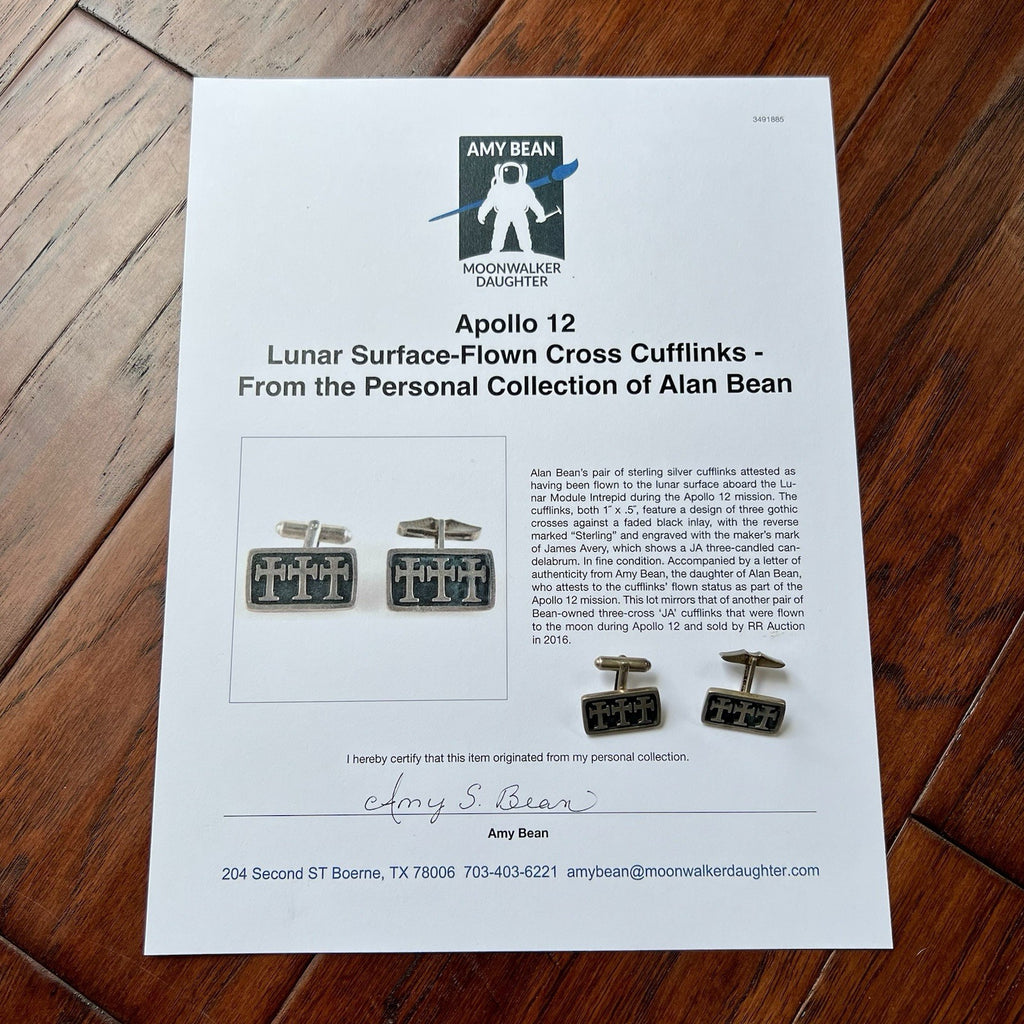 3491885
AMY BEAN
MOONWALKER
DAUGHTER
Apollo 12
Lunar Surface-Flown Cross Cufflinks -
From the Personal Collection of Alan Bean
Alan Bean's pair of sterling silver cufflinks attested as
having been flown to the lunar surface aboard the Lu-
nar Module Intrepid during the Apollo 12 mission. The
cufflinks, both 1˝ x .5˝, feature a design of three gothic
crosses against a faded black inlay, with the reverse
marked “Sterling” and engraved with the maker's mark
of James Avery, which shows a JA three-candled can-
delabrum. In fine condition. Accompanied by a letter of
authenticity from Amy Bean, the daughter of Alan Bean,
who attests to the cufflinks' flown status as part of the
Apollo 12 mission. This lot mirrors that of another pair of
Bean-owned three-cross ‘JA’ cufflinks that were flown
to the moon during Apollo 12 and sold by RR Auction
in 2016.
I hereby certify that this item originated from my personal collection.
Amy S. Bean
Amy Bean
204 Second ST Boerne, TX 78006 703-403-6221 amybean@moonwalkerdaughter.com